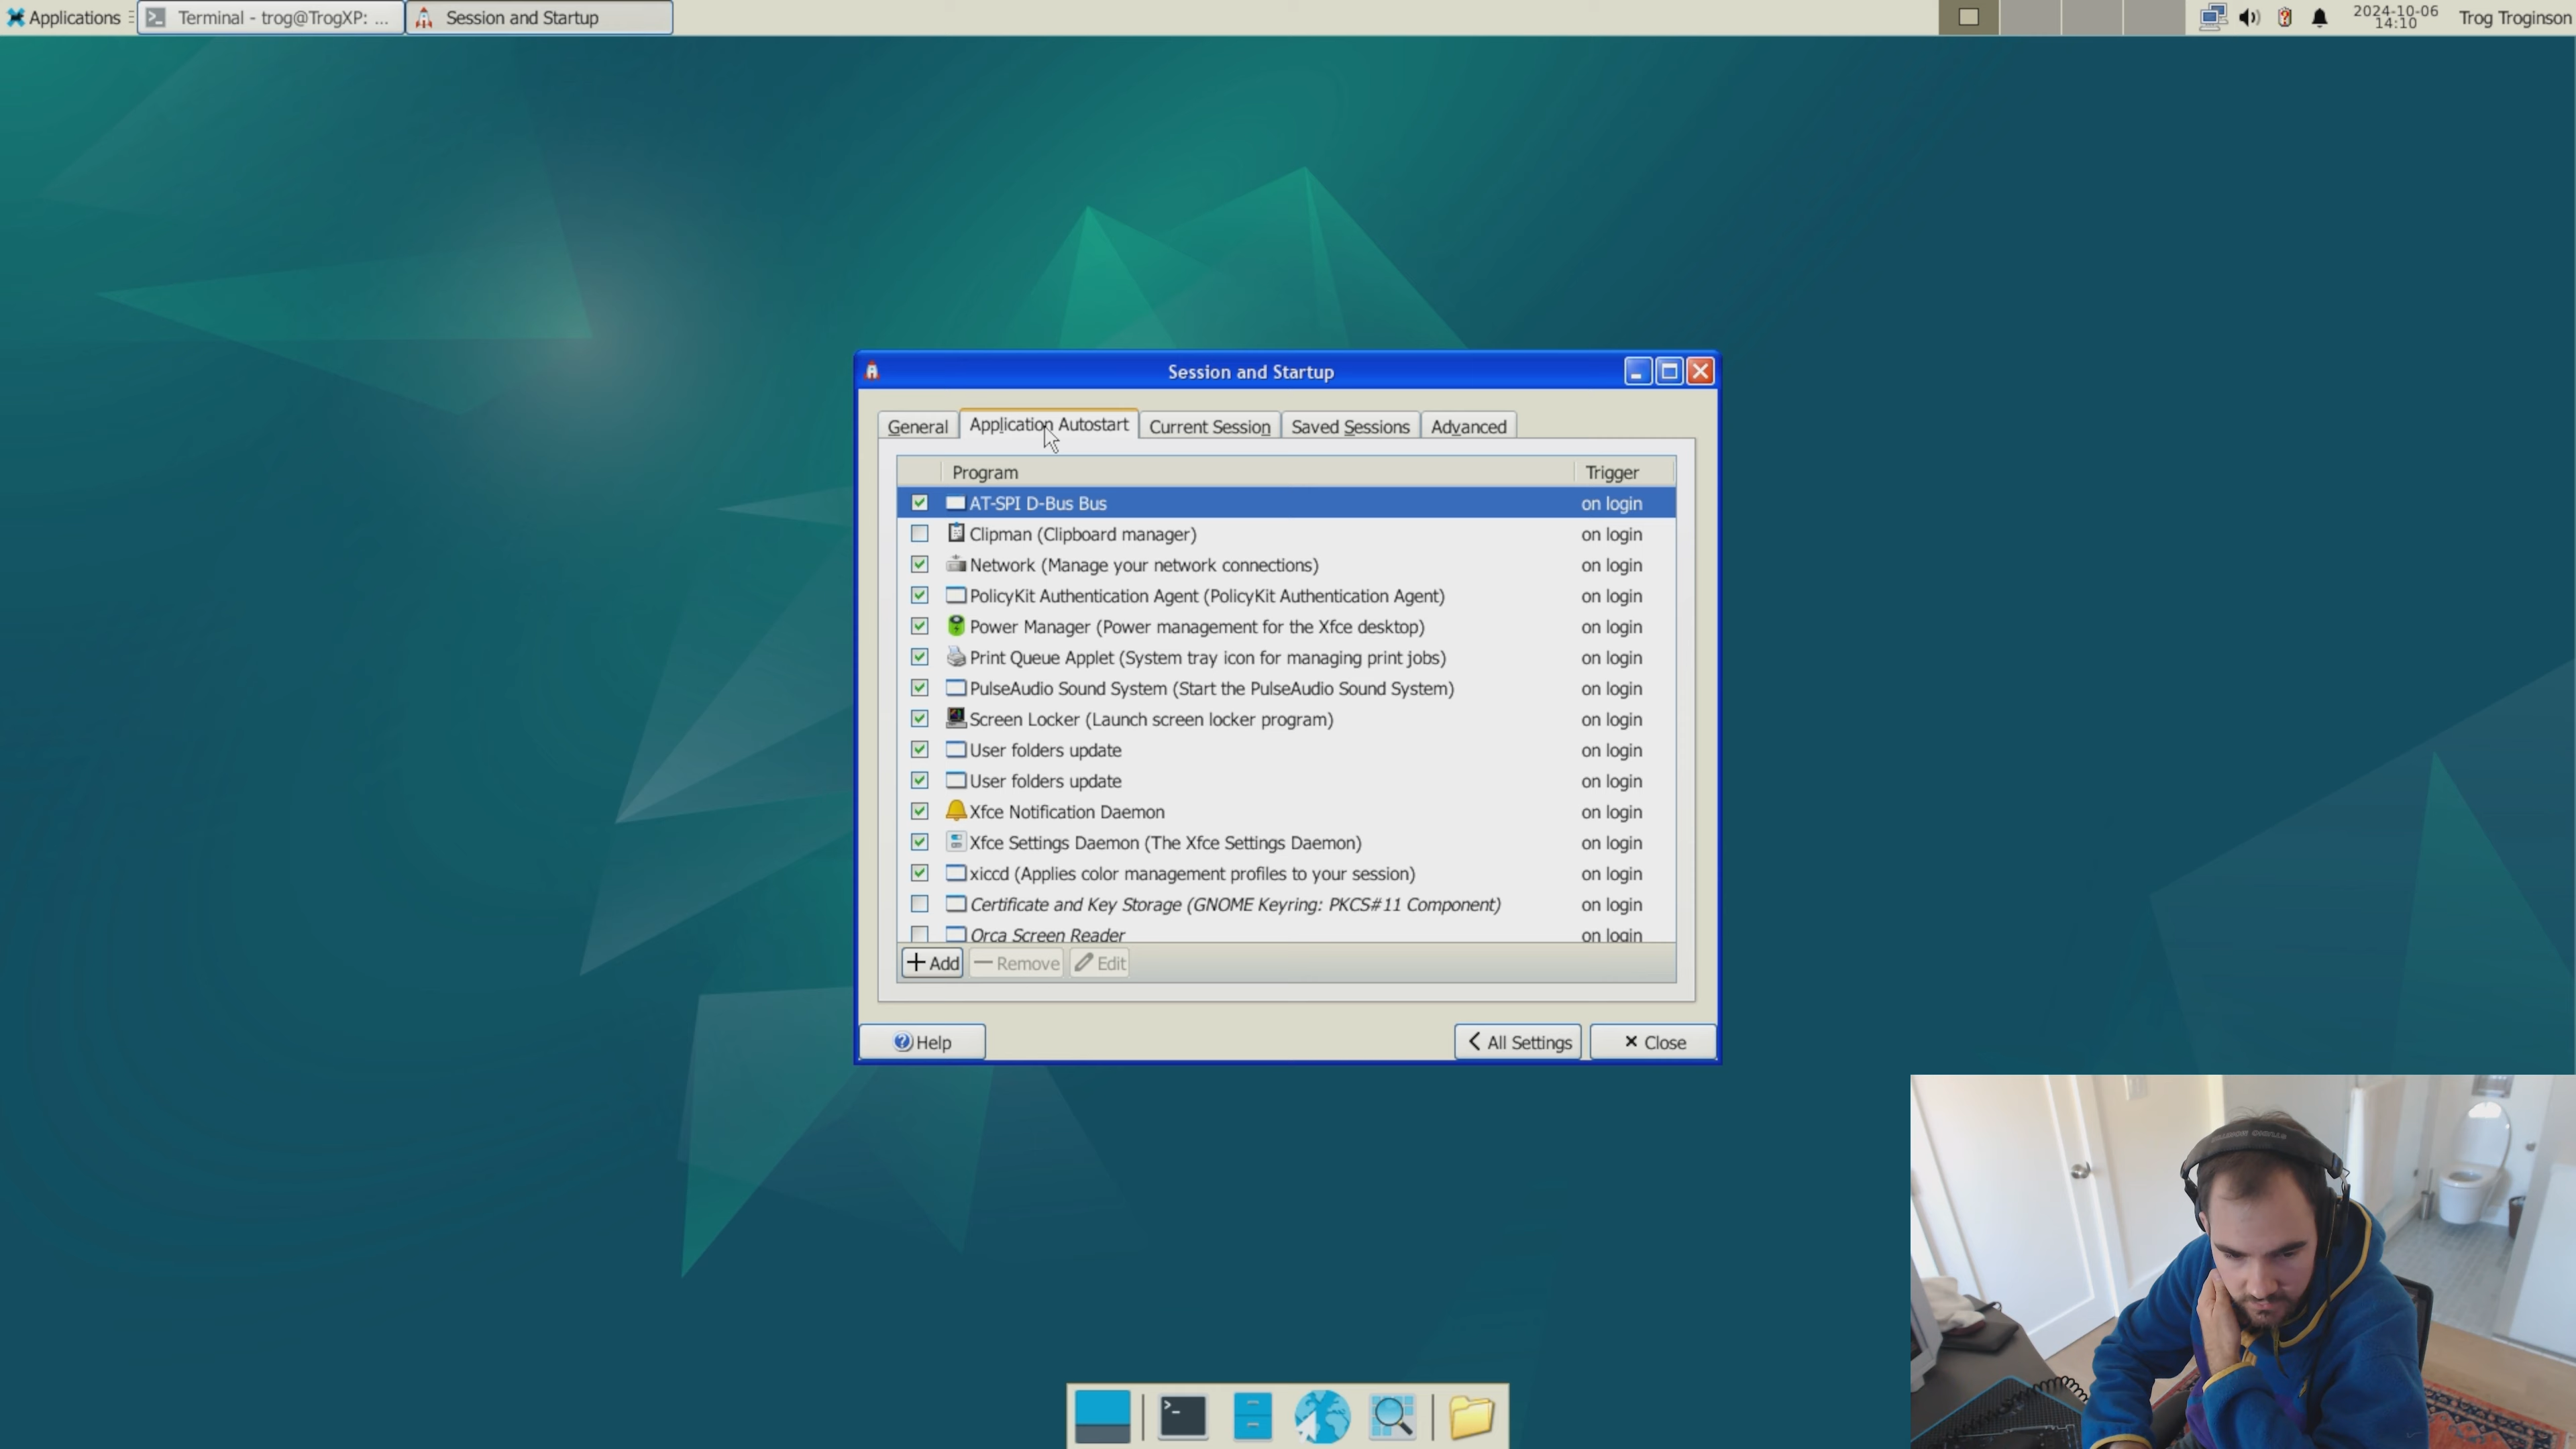 Applications
Terminal - trog@TrogXP: ...
Session and Startup
2024-10-06
14:10
Trog Troginson
Session and Startup
General
Application Autostart
Current Session
Saved Sessions
Advanced
Program
Trigger
AT-SPI D-Bus Bus
on login
Clipman (Clipboard manager)
on login
Network (Manage your network connections)
on login
PolicyKit Authentication Agent (PolicyKit Authentication Agent)
on login
Power Manager (Power management for the Xfce desktop)
on login
Print Queue Applet (System tray icon for managing print jobs)
on login
PulseAudio Sound System (Start the PulseAudio Sound System)
on login
Screen Locker (Launch screen locker program)
on login
User folders update
on login
User folders update
on login
Xfce Notification Daemon
on login
Xfce Settings Daemon (The Xfce Settings Daemon)
on login
xiccd (Applies color management profiles to your session)
on login
Certificate and Key Storage (GNOME Keyring: PKCS#11 Component)
on login
Orca Screen Reader
on login
Add
Remove
Edit
Help
All Settings
Close